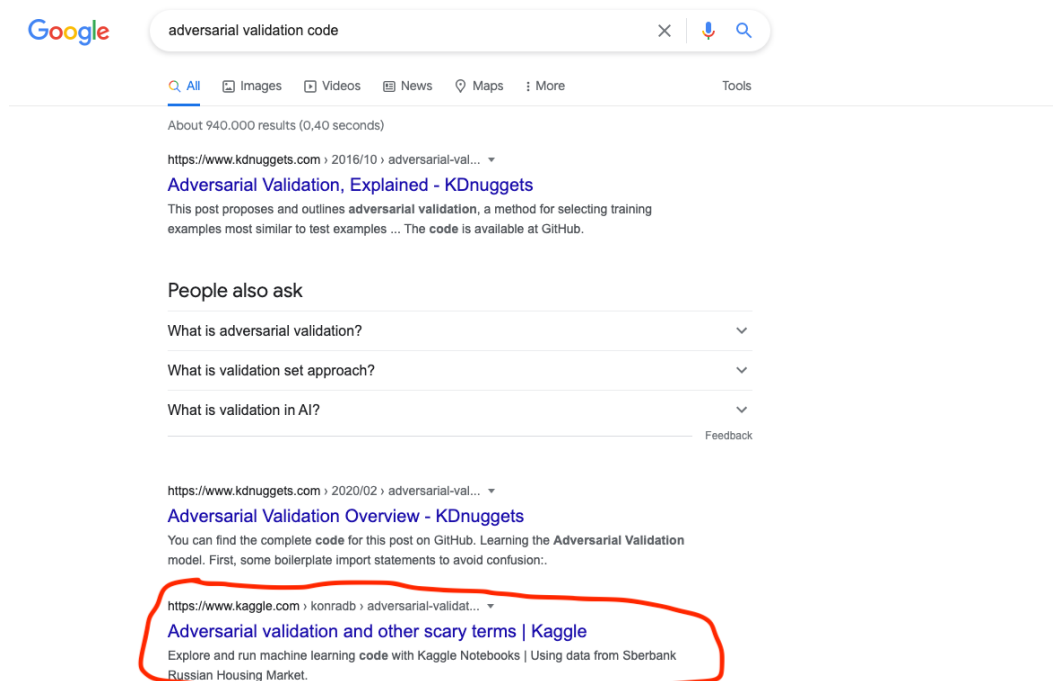 Google
adversarial validation code
All Images Videos News Maps More Tools
About 940.000 results (0,40 seconds)
https://www.kdnuggets.com › 2016/10 › adversarial-val...
Adversarial Validation, Explained - KDnuggets
This post proposes and outlines adversarial validation, a method for selecting training
examples most similar to test examples ... The code is available at GitHub.
People also ask
What is adversarial validation?
What is validation set approach?
What is validation in AI?
Feedback
https://www.kdnuggets.com › 2020/02 › adversarial-val...
Adversarial Validation Overview - KDnuggets
You can find the complete code for this post on GitHub. Learning the Adversarial Validation
model. First, some boilerplate import statements to avoid confusion:.
https://www.kaggle.com › konradb › adversarial-validat...
Adversarial validation and other scary terms | Kaggle
Explore and run machine learning code with Kaggle Notebooks | Using data from Sberbank
Russian Housing Market.